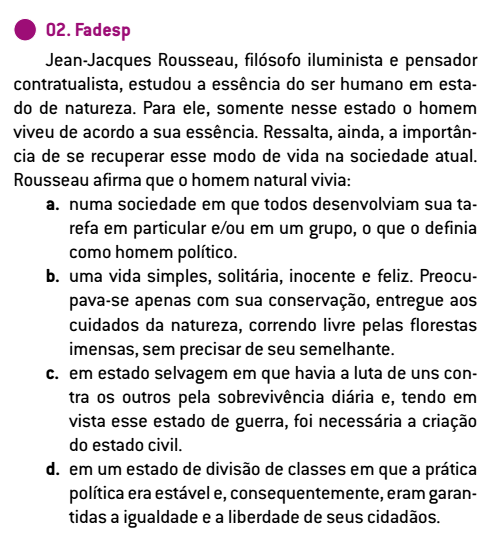 02. Fadesp
Jean-Jacques Rousseau, filósofo iluminista e pensador
contratualista, estudou a essência do ser humano em esta-
do de natureza. Para ele, somente nesse estado o homem
viveu de acordo a sua essência. Ressalta, ainda, a importân-
cia de se recuperar esse modo de vida na sociedade atual.
Rousseau afirma que o homem natural vivia:
a. numa sociedade em que todos desenvolviam sua ta-
refa em particular e/ou em um grupo, o que o definia
como homem político.
b. uma vida simples, solitária, inocente e feliz. Preocu-
pava-se apenas com sua conservação, entregue aos
cuidados da natureza, correndo livre pelas florestas
imensas, sem precisar de seu semelhante.
c. em estado selvagem em que havia a luta de uns con-
tra os outros pela sobrevivência diária e, tendo em
vista esse estado de guerra, foi necessária a criação
do estado civil.
d. em um estado de divisão de classes em que a prática
política era estável e, consequentemente, eram garan-
tidas a igualdade e a liberdade de seus cidadãos.